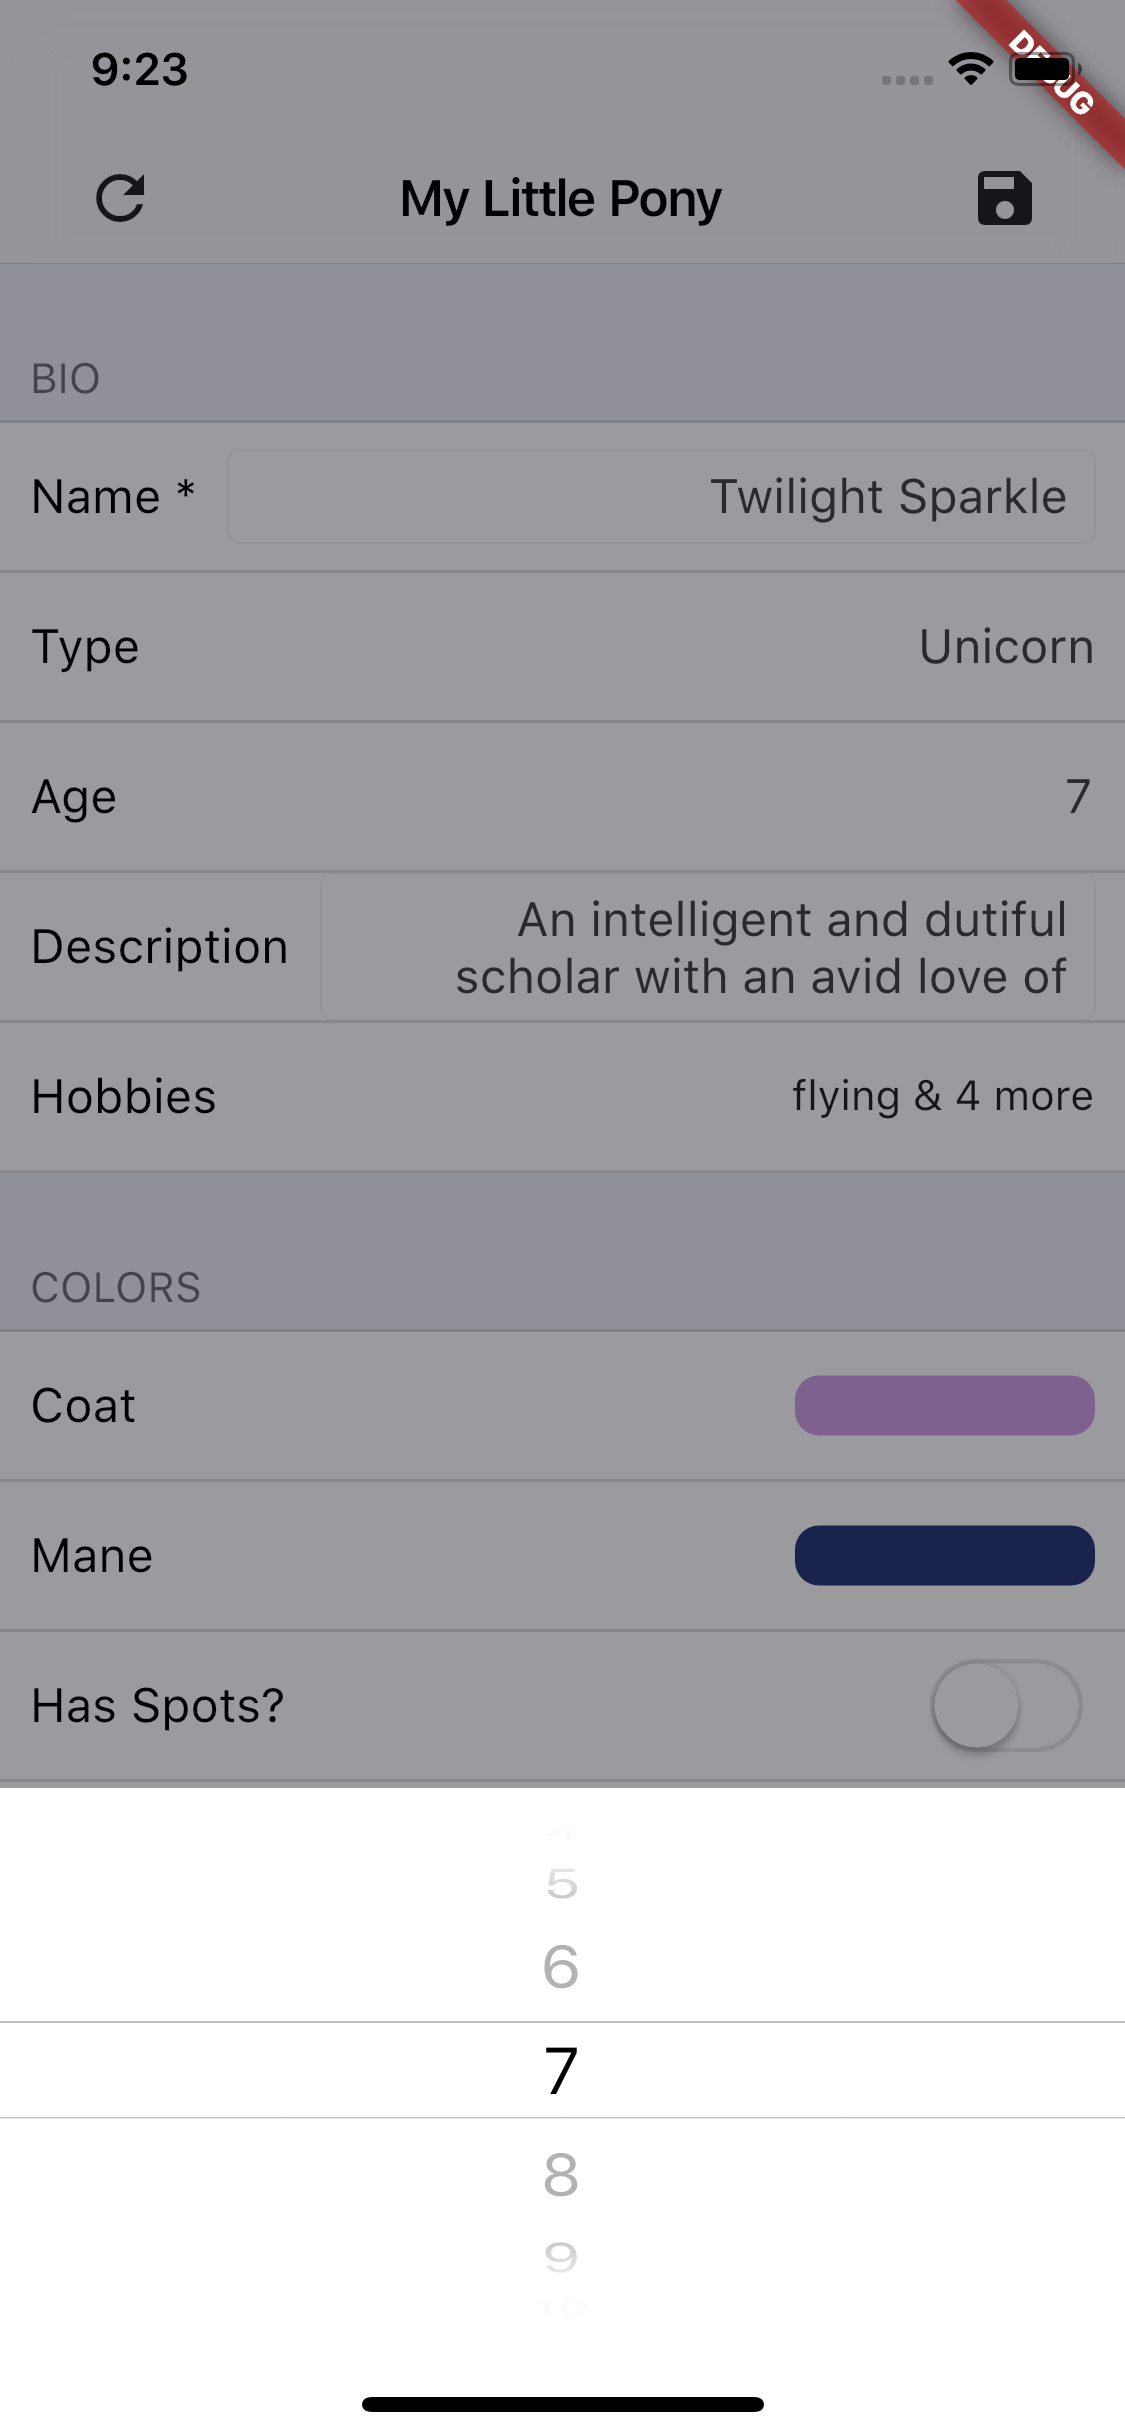 9:23
DEBUG
My Little Pony
BIO
Name *
Twilight Sparkle
Type
Unicorn
Age
7
Description
An intelligent and dutiful
scholar with an avid love of
Hobbies
flying & 4 more
COLORS
Coat
Mane
Has Spots?
4
5
6
7
8
9
10